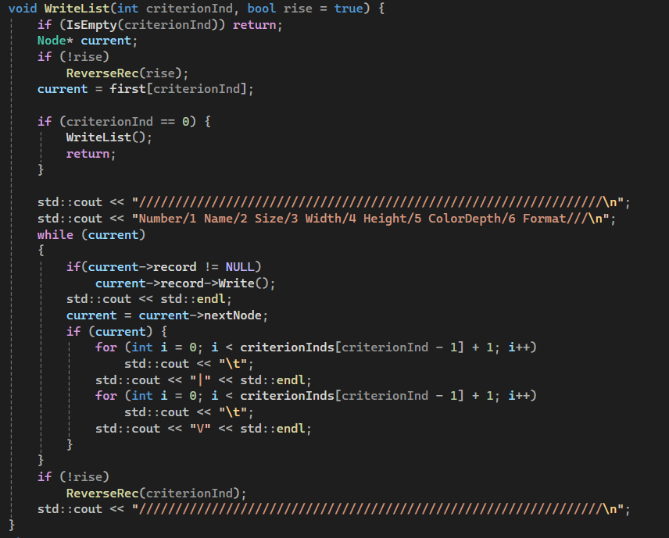 void WriteList(int criterionInd, bool rise = true) {
    if (IsEmpty(criterionInd)) return;
    Node* current;
    if (!rise)
        ReverseRec(rise);
    current = first[criterionInd];

    if (criterionInd == 0) {
        WriteList();
        return;
    }

    std::cout << "////////////////////////////////////////////////////////////////\n";
    std::cout << "Number/1 Name/2 Size/3 Width/4 Height/5 ColorDepth/6 Format///\n";
    while (current)
    {
        if(current->record != NULL)
            current->record->Write();
        std::cout << std::endl;
        current = current->nextNode;
        if (current) {
            for (int i = 0; i < criterionInds[criterionInd - 1] + 1; i++)
                std::cout << "\t";
            std::cout << "|" << std::endl;
            for (int i = 0; i < criterionInds[criterionInd - 1] + 1; i++)
                std::cout << "\t";
            std::cout << "V" << std::endl;
        }
    }
    if (!rise)
        ReverseRec(criterionInd);
    std::cout << "////////////////////////////////////////////////////////////////\n";
}